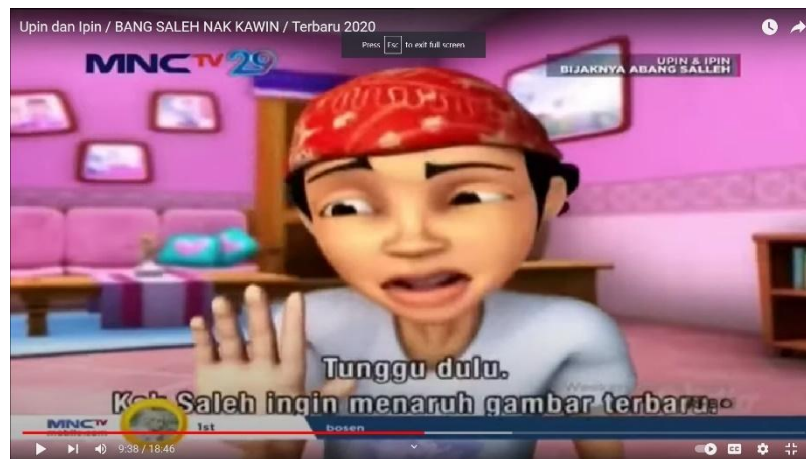 Upin dan Ipin / BANG SALEH NAK KAWIN / Terbaru 2020
Press Esc to exit full screen
MNCTV 29
UPIN & IPIN
BIJAKNYA ABANG SALLEH
Tunggu dulu.
Kak Saleh ingin menaruh gambar terbaru.
MNCTV
1st bosen
9:38 / 18:46
CC